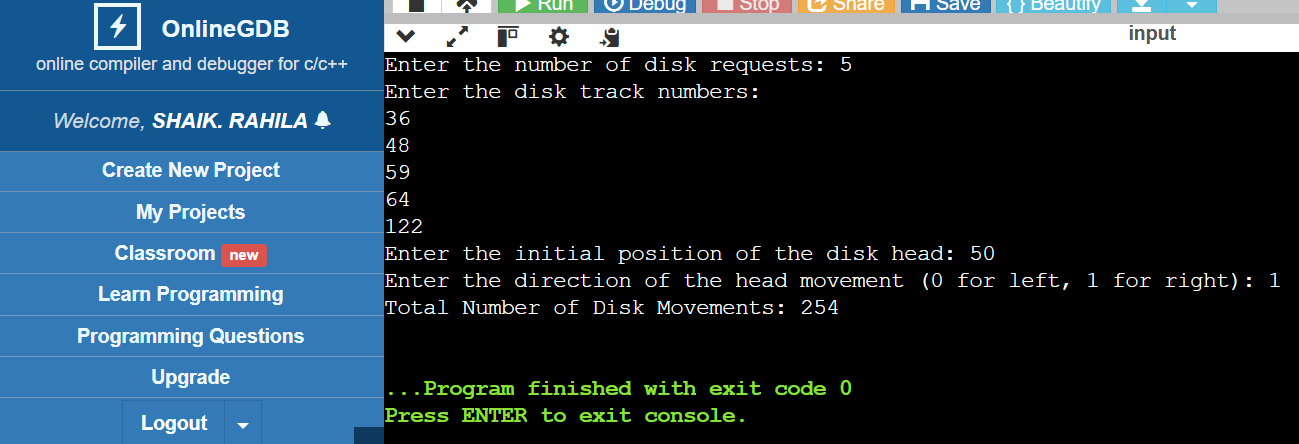 OnlineGDB
online compiler and debugger for c/c++
Welcome, SHAIK. RAHILA
Create New Project
My Projects
Classroom new
Learn Programming
Programming Questions
Upgrade
Logout
Run Debug Stop Share Save { } Beautify
input
Enter the number of disk requests: 5
Enter the disk track numbers:
36
48
59
64
122
Enter the initial position of the disk head: 50
Enter the direction of the head movement (0 for left, 1 for right): 1
Total Number of Disk Movements: 254
...Program finished with exit code 0
Press ENTER to exit console.